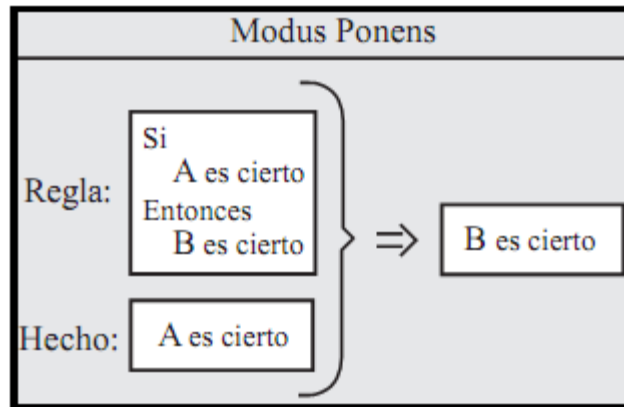 Modus Ponens
Regla:
Si
A es cierto
Entonces
B es cierto
Hecho:
A es cierto
⇒
B es cierto